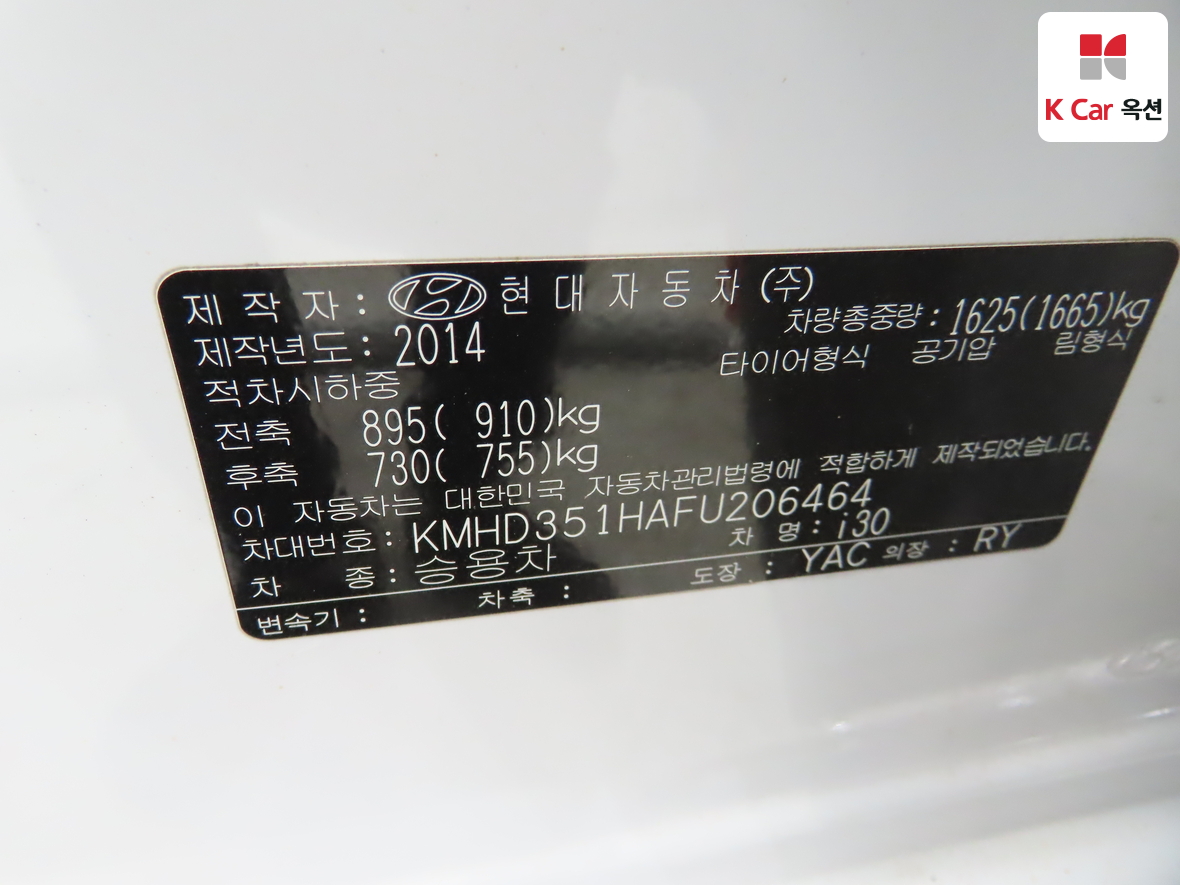 K Car 옥션
제 작 자 : 현 대 자 동 차 (주)
차량총중량 : 1625(1665)kg
제작년도 : 2014
타이어형식 공기압 림형식
적차시하중
전축 895( 910)kg
후축 730( 755)kg
이 자동차는 대한민국 자동차관리법령에 적합하게 제작되었습니다.
차대번호 : KMHD351HAFU206464
차 종 : 승용차 차 명 : i30
변속기 : 차축 : 도장 : YAC 의장 : RY